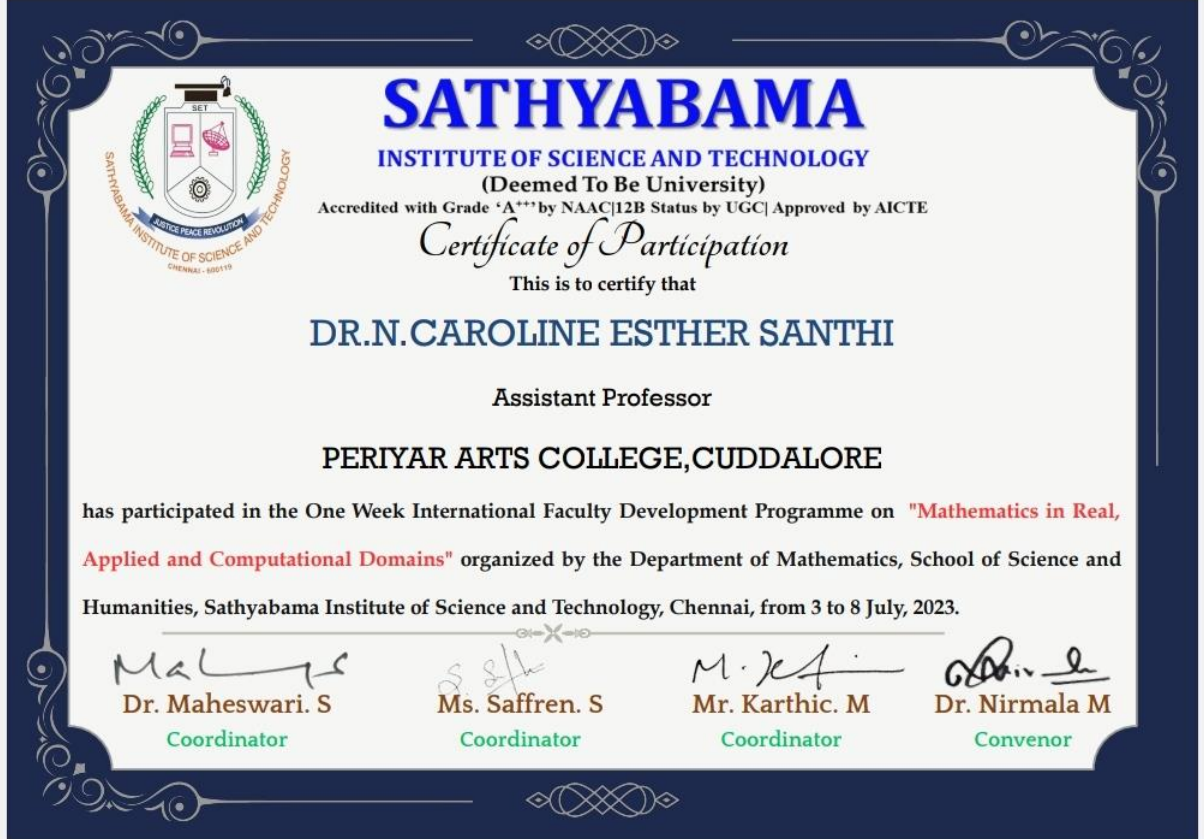 SATHYABAMA
INSTITUTE OF SCIENCE AND TECHNOLOGY
(Deemed To Be University)
Accredited with Grade ‘A⁺⁺’ by NAAC|12B Status by UGC| Approved by AICTE
SET
JUSTICE PEACE REVOLUTION
SATHYABAMA INSTITUTE OF SCIENCE AND TECHNOLOGY
CHENNAI - 600119
Certificate of Participation
This is to certify that
DR.N.CAROLINE ESTHER SANTHI
Assistant Professor
PERIYAR ARTS COLLEGE,CUDDALORE
has participated in the One Week International Faculty Development Programme on "Mathematics in Real,
Applied and Computational Domains" organized by the Department of Mathematics, School of Science and
Humanities, Sathyabama Institute of Science and Technology, Chennai, from 3 to 8 July, 2023.
Dr. Maheswari. S Ms. Saffren. S Mr. Karthic. M Dr. Nirmala M
Coordinator Coordinator Coordinator Convenor